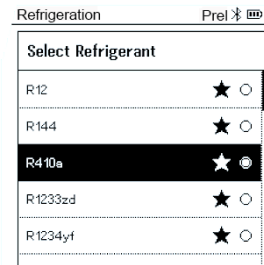 Refrigeration Prel
Select Refrigerant
R12
R144
R410a
R1233zd
R1234yf